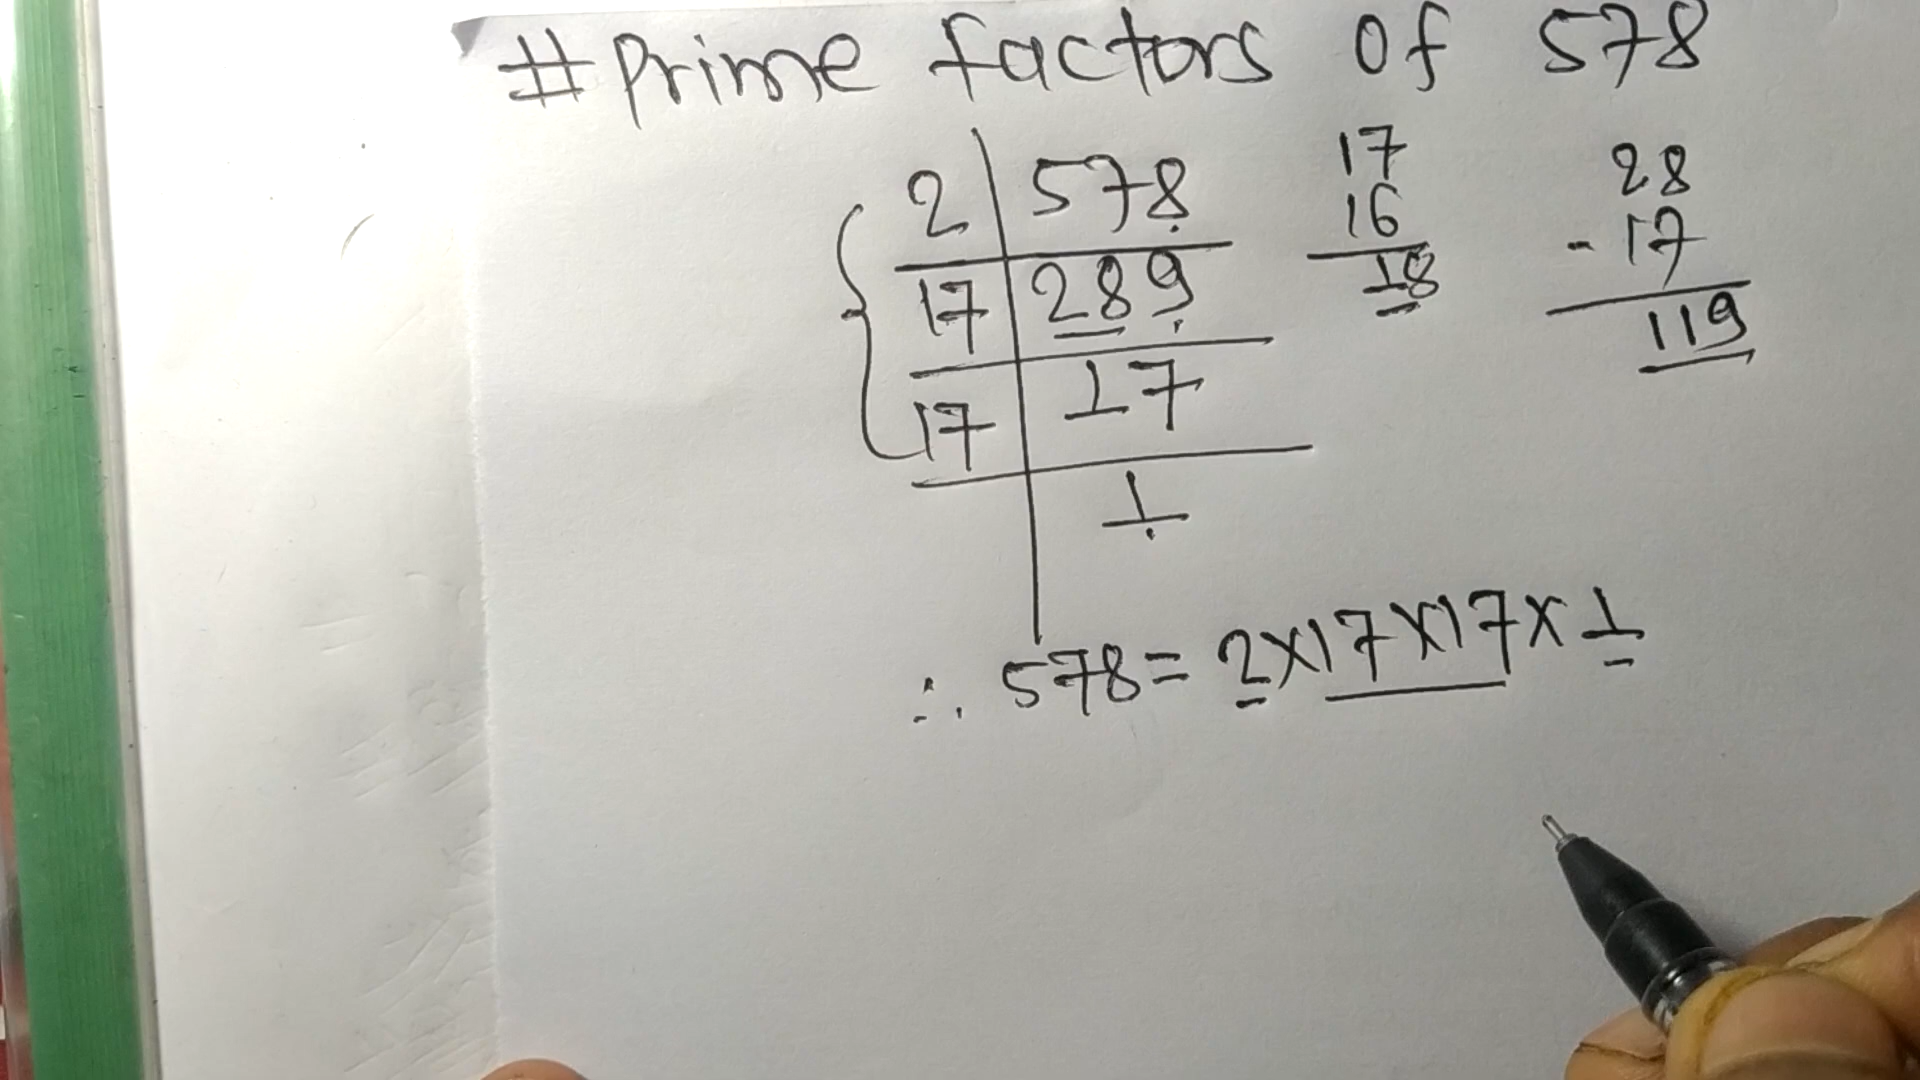 #Prime factors of 578
2 | 578
17 | 289
17 | 17
1
17
16
18
28
- 17
119
∴ 578 = 2×17×17×1